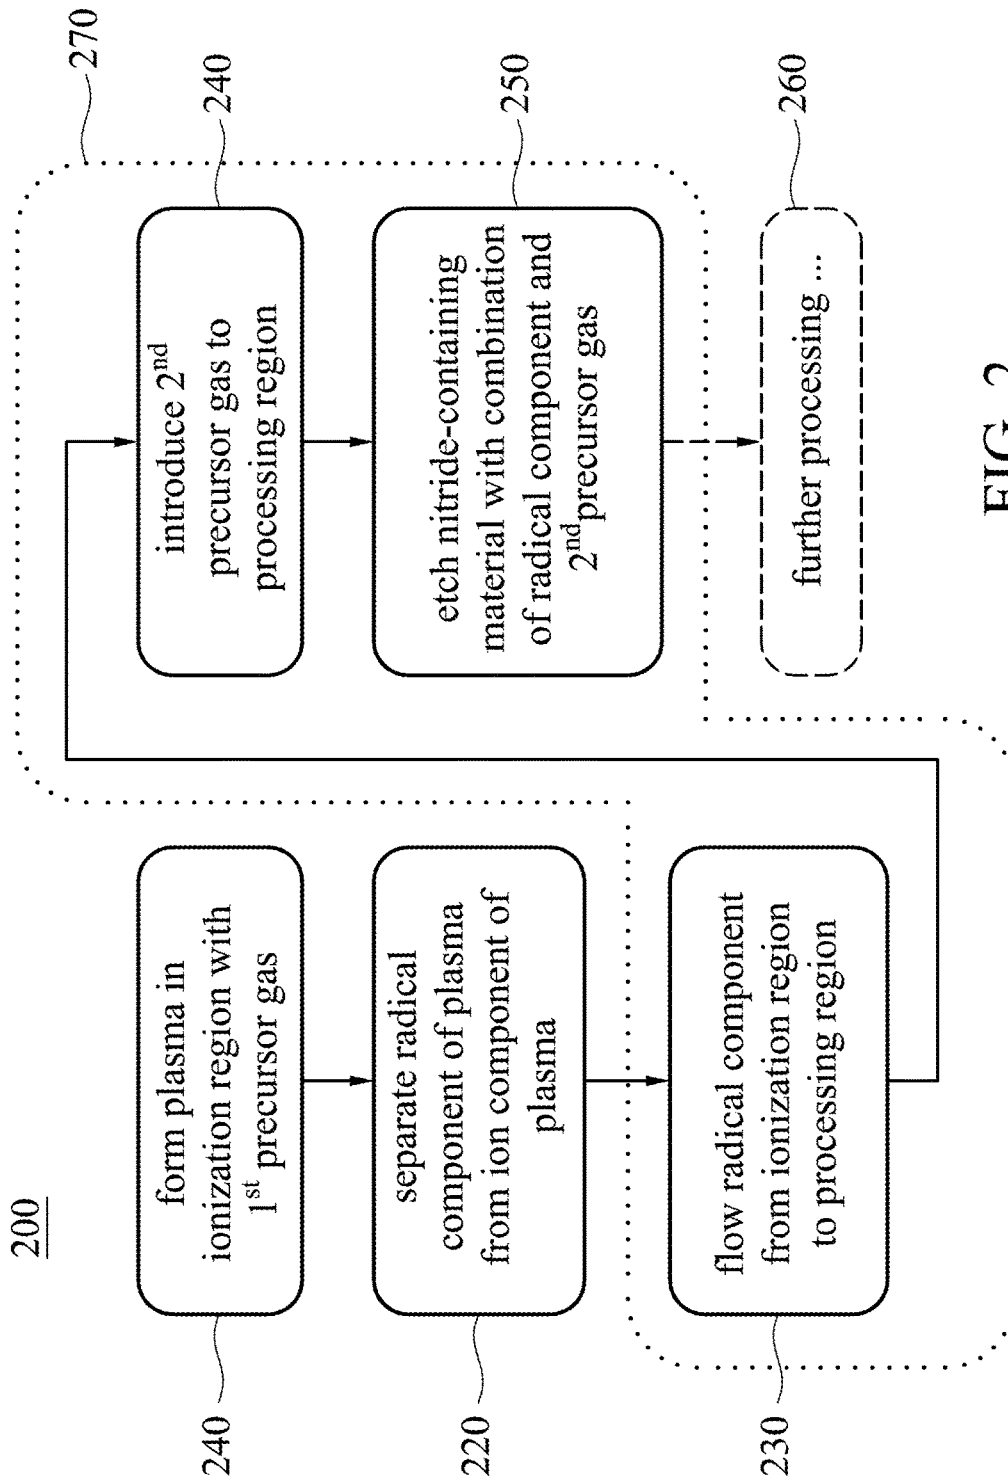 200
240
form plasma in
ionization region with
1st precursor gas
220
separate radical
component of plasma
from ion component of
plasma
230
flow radical component
from ionization region
to processing region
270
240
introduce 2nd
precursor gas to
processing region
250
etch nitride-containing
material with combination
of radical component and
2nd precursor gas
260
further processing ...
FIG. 2